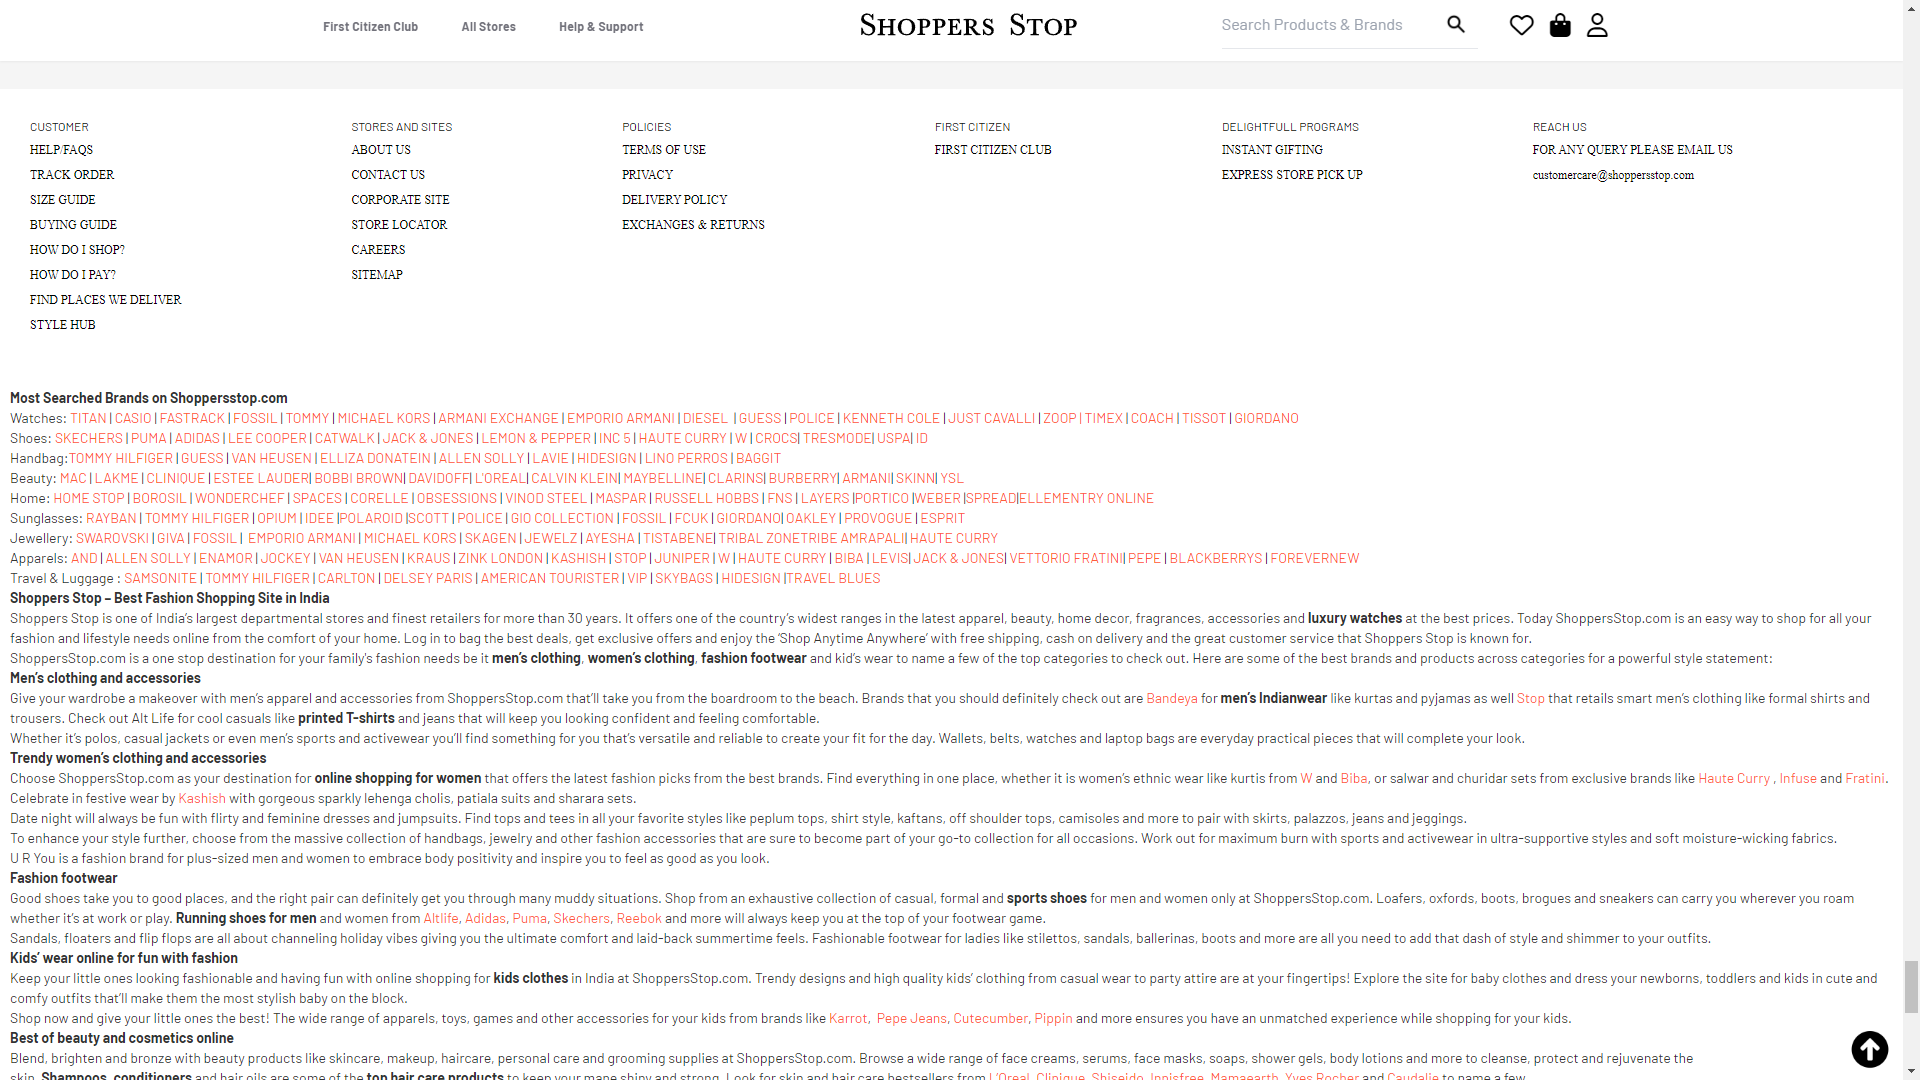 First Citizen Club All Stores Help & Support SHOPPERS STOP Search Products & Brands
CUSTOMER
HELP/FAQS
TRACK ORDER
SIZE GUIDE
BUYING GUIDE
HOW DO I SHOP?
HOW DO I PAY?
FIND PLACES WE DELIVER
STYLE HUB
STORES AND SITES
ABOUT US
CONTACT US
CORPORATE SITE
STORE LOCATOR
CAREERS
SITEMAP
POLICIES
TERMS OF USE
PRIVACY
DELIVERY POLICY
EXCHANGES & RETURNS
FIRST CITIZEN
FIRST CITIZEN CLUB
DELIGHTFULL PROGRAMS
INSTANT GIFTING
EXPRESS STORE PICK UP
REACH US
FOR ANY QUERY PLEASE EMAIL US
customercare@shoppersstop.com
Most Searched Brands on Shoppersstop.com
Watches: TITAN | CASIO | FASTRACK | FOSSIL | TOMMY | MICHAEL KORS | ARMANI EXCHANGE | EMPORIO ARMANI | DIESEL | GUESS | POLICE | KENNETH COLE | JUST CAVALLI | ZOOP | TIMEX | COACH | TISSOT | GIORDANO
Shoes: SKECHERS | PUMA | ADIDAS | LEE COOPER | CATWALK | JACK & JONES | LEMON & PEPPER | INC 5 | HAUTE CURRY | W | CROCS| TRESMODE| USPA| ID
Handbag:TOMMY HILFIGER | GUESS | VAN HEUSEN | ELLIZA DONATEIN | ALLEN SOLLY | LAVIE | HIDESIGN | LINO PERROS | BAGGIT
Beauty: MAC | LAKME | CLINIQUE | ESTEE LAUDER| BOBBI BROWN| DAVIDOFF| L'OREAL| CALVIN KLEIN| MAYBELLINE| CLARINS| BURBERRY| ARMANI| SKINN| YSL
Home: HOME STOP | BOROSIL | WONDERCHEF | SPACES | CORELLE | OBSESSIONS | VINOD STEEL | MASPAR | RUSSELL HOBBS | FNS | LAYERS |PORTICO |WEBER |SPREAD|ELLEMENTRY ONLINE
Sunglasses: RAYBAN | TOMMY HILFIGER | OPIUM | IDEE |POLAROID |SCOTT | POLICE | GIO COLLECTION | FOSSIL | FCUK | GIORDANO| OAKLEY | PROVOGUE | ESPRIT
Jewellery: SWAROVSKI | GIVA | FOSSIL | EMPORIO ARMANI | MICHAEL KORS | SKAGEN | JEWELZ | AYESHA | TISTABENE| TRIBAL ZONETRIBE AMRAPALI| HAUTE CURRY
Apparels: AND | ALLEN SOLLY | ENAMOR | JOCKEY | VAN HEUSEN | KRAUS | ZINK LONDON | KASHISH | STOP | JUNIPER | W | HAUTE CURRY | BIBA | LEVIS| JACK & JONES| VETTORIO FRATINI| PEPE | BLACKBERRYS | FOREVERNEW
Travel & Luggage : SAMSONITE | TOMMY HILFIGER | CARLTON | DELSEY PARIS | AMERICAN TOURISTER | VIP | SKYBAGS | HIDESIGN |TRAVEL BLUES
Shoppers Stop – Best Fashion Shopping Site in India
Shoppers Stop is one of India's largest departmental stores and finest retailers for more than 30 years. It offers one of the country's widest ranges in the latest apparel, beauty, home decor, fragrances, accessories and luxury watches at the best prices. Today ShoppersStop.com is an easy way to shop for all your
fashion and lifestyle needs online from the comfort of your home. Log in to bag the best deals, get exclusive offers and enjoy the 'Shop Anytime Anywhere' with free shipping, cash on delivery and the great customer service that Shoppers Stop is known for.
ShoppersStop.com is a one stop destination for your family's fashion needs be it men's clothing, women's clothing, fashion footwear and kid's wear to name a few of the top categories to check out. Here are some of the best brands and products across categories for a powerful style statement:
Men's clothing and accessories
Give your wardrobe a makeover with men's apparel and accessories from ShoppersStop.com that'll take you from the boardroom to the beach. Brands that you should definitely check out are Bandeya for men's Indianwear like kurtas and pyjamas as well Stop that retails smart men's clothing like formal shirts and
trousers. Check out Alt Life for cool casuals like printed T-shirts and jeans that will keep you looking confident and feeling comfortable.
Whether it's polos, casual jackets or even men's sports and activewear you'll find something for you that's versatile and reliable to create your fit for the day. Wallets, belts, watches and laptop bags are everyday practical pieces that will complete your look.
Trendy women's clothing and accessories
Choose ShoppersStop.com as your destination for online shopping for women that offers the latest fashion picks from the best brands. Find everything in one place, whether it is women's ethnic wear like kurtis from W and Biba, or salwar and churidar sets from exclusive brands like Haute Curry , Infuse and Fratini.
Celebrate in festive wear by Kashish with gorgeous sparkly lehenga cholis, patiala suits and sharara sets.
Date night will always be fun with flirty and feminine dresses and jumpsuits. Find tops and tees in all your favorite styles like peplum tops, shirt style, kaftans, off shoulder tops, camisoles and more to pair with skirts, palazzos, jeans and jeggings.
To enhance your style further, choose from the massive collection of handbags, jewelry and other fashion accessories that are sure to become part of your go-to collection for all occasions. Work out for maximum burn with sports and activewear in ultra-supportive styles and soft moisture-wicking fabrics.
U R You is a fashion brand for plus-sized men and women to embrace body positivity and inspire you to feel as good as you look.
Fashion footwear
Good shoes take you to good places, and the right pair can definitely get you through many muddy situations. Shop from an exhaustive collection of casual, formal and sports shoes for men and women only at ShoppersStop.com. Loafers, oxfords, boots, brogues and sneakers can carry you wherever you roam
whether it's at work or play. Running shoes for men and women from Altlife, Adidas, Puma, Skechers, Reebok and more will always keep you at the top of your footwear game.
Sandals, floaters and flip flops are all about channeling holiday vibes giving you the ultimate comfort and laid-back summertime feels. Fashionable footwear for ladies like stilettos, sandals, ballerinas, boots and more are all you need to add that dash of style and shimmer to your outfits.
Kids' wear online for fun with fashion
Keep your little ones looking fashionable and having fun with online shopping for kids clothes in India at ShoppersStop.com. Trendy designs and high quality kids' clothing from casual wear to party attire are at your fingertips! Explore the site for baby clothes and dress your newborns, toddlers and kids in cute and
comfy outfits that'll make them the most stylish baby on the block.
Shop now and give your little ones the best! The wide range of apparels, toys, games and other accessories for your kids from brands like Karrot, Pepe Jeans, Cutecumber, Pippin and more ensures you have an unmatched experience while shopping for your kids.
Best of beauty and cosmetics online
Blend, brighten and bronze with beauty products like skincare, makeup, haircare, personal care and grooming supplies at ShoppersStop.com. Browse a wide range of face creams, serums, face masks, soaps, shower gels, body lotions and more to cleanse, protect and rejuvenate the
skin. Shampoos, conditioners and hair oils are some of the top hair care products to keep your mane shiny and strong. Look for skin and hair care bestsellers from L'Oreal, Clinique, Shiseido, Innisfree, Mamaearth, Yves Rocher and Caudalie to name a few.